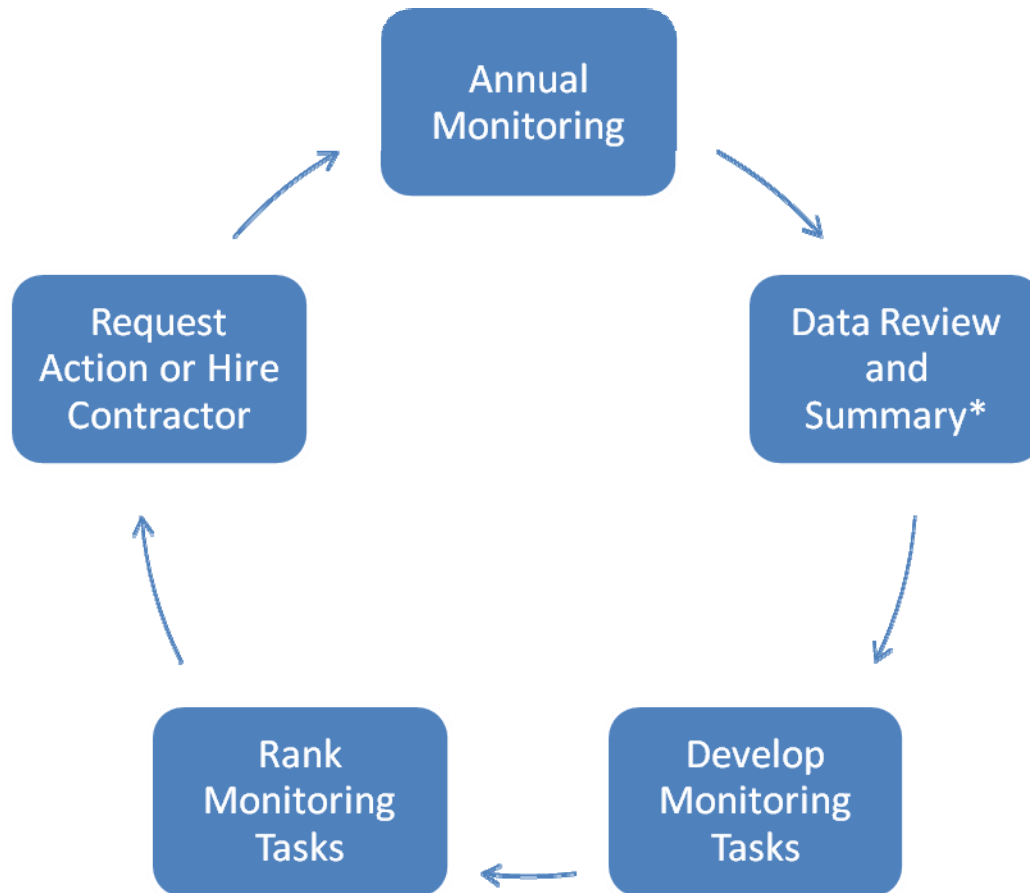 Annual
Monitoring
Data Review
and
Summary*
Develop
Monitoring
Tasks
Rank
Monitoring
Tasks
Request
Action or Hire
Contractor